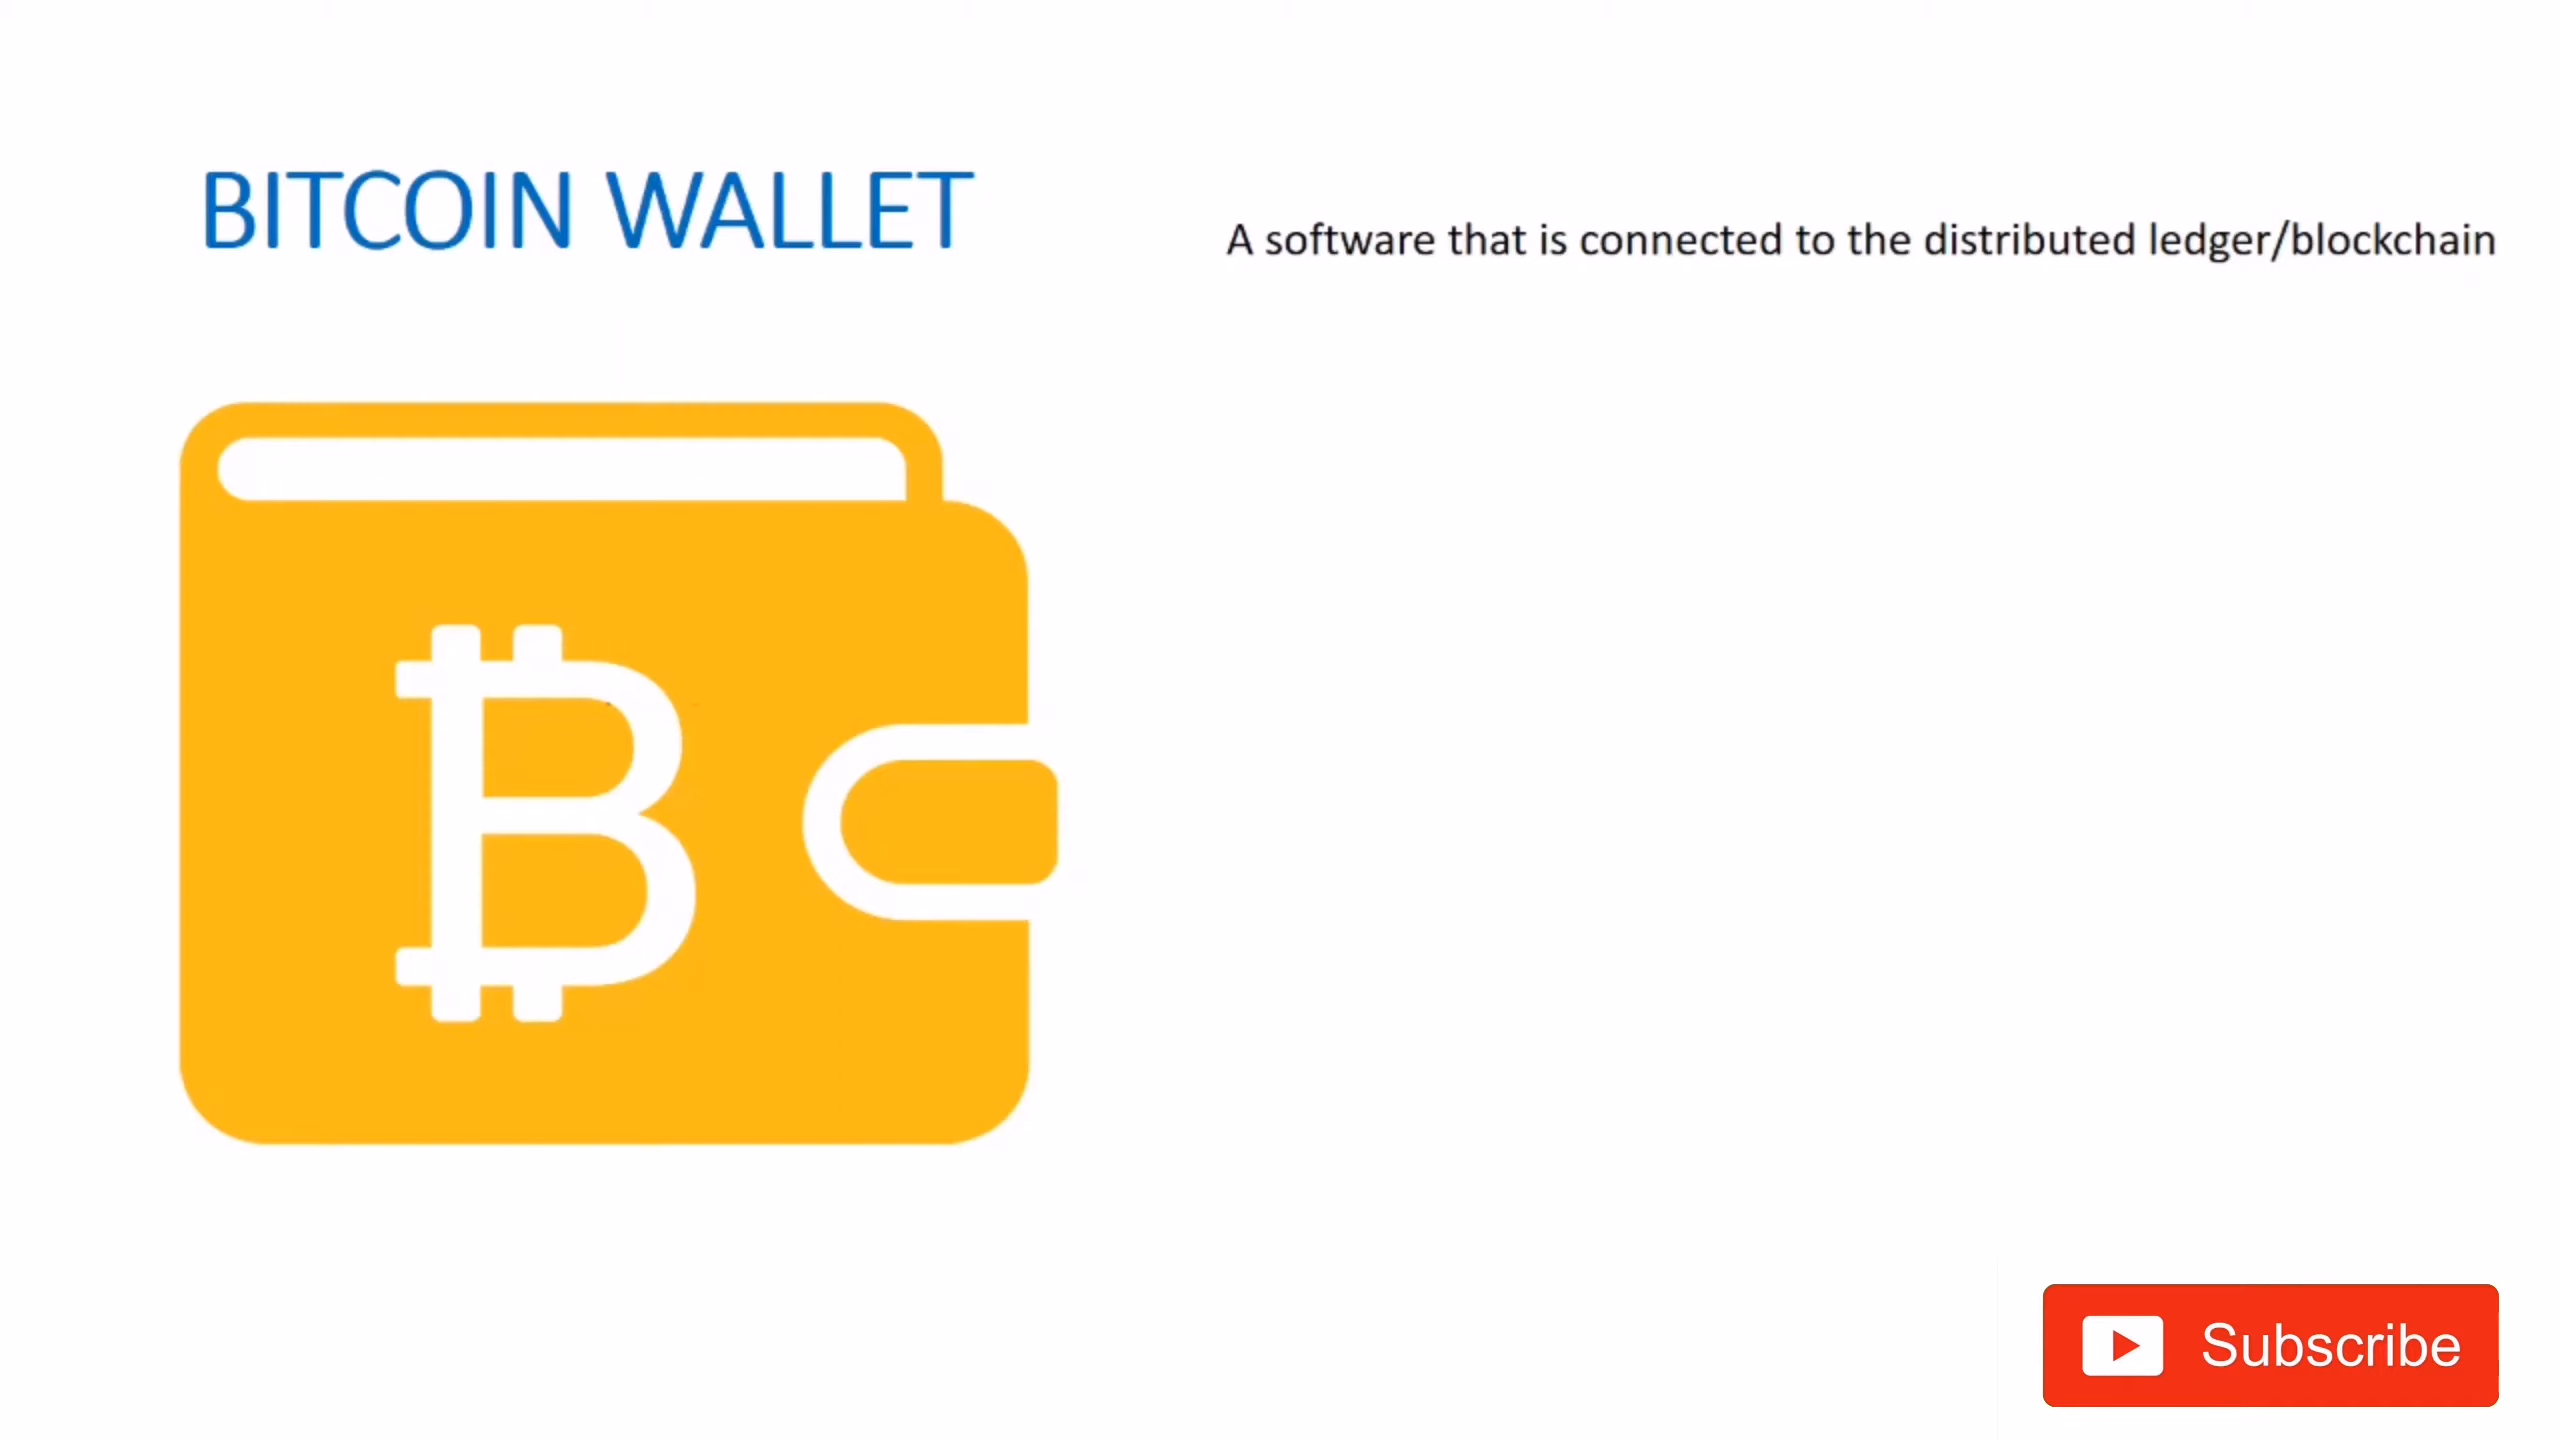 BITCOIN WALLET
A software that is connected to the distributed ledger/blockchain
Subscribe